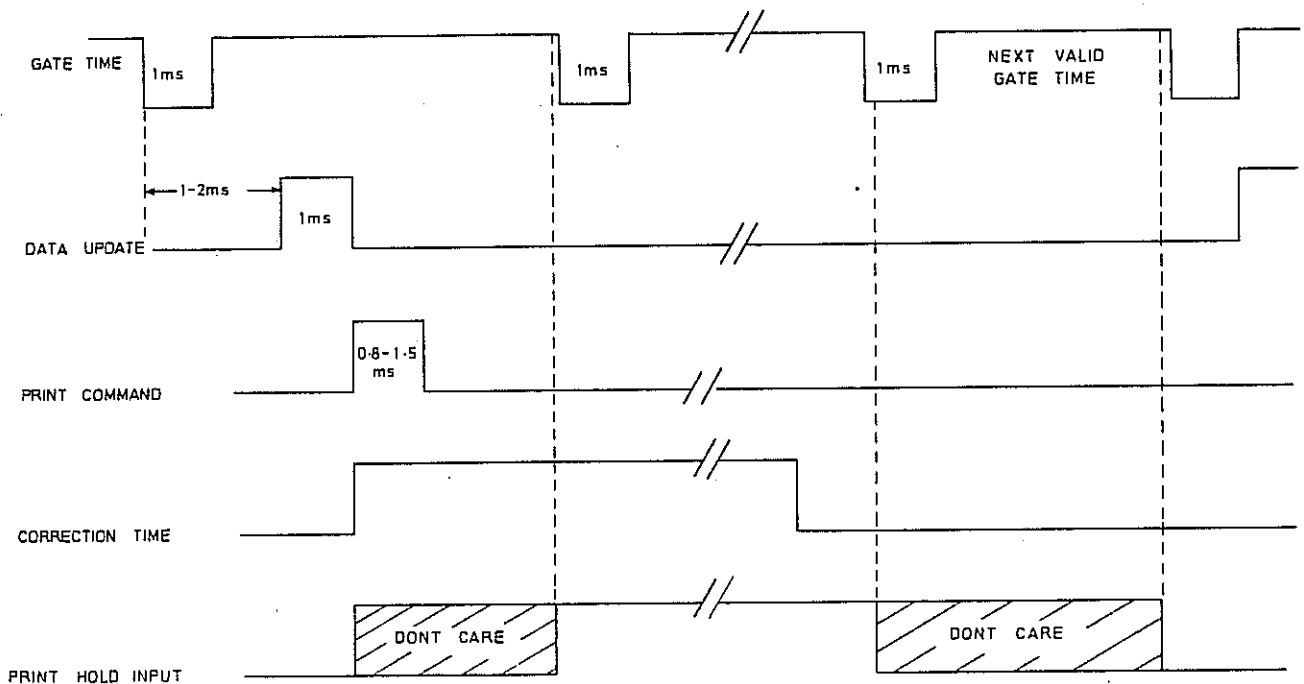 GATE TIME
1ms
1ms
1ms
NEXT VALID
GATE TIME
1-2ms
1ms
DATA UPDATE
0·8-1·5
ms
PRINT COMMAND
CORRECTION TIME
DONT CARE
DONT CARE
PRINT HOLD INPUT